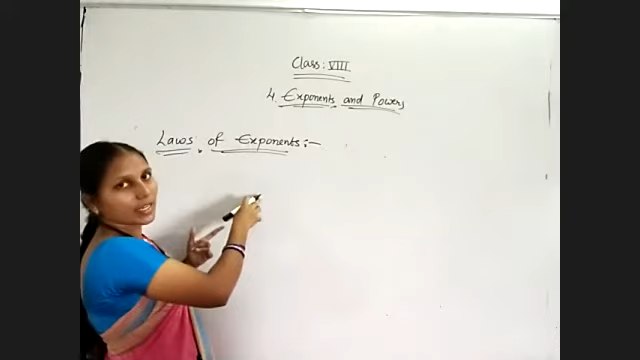 Class: VIII
4. Exponents and Powers
Laws of Exponents:-